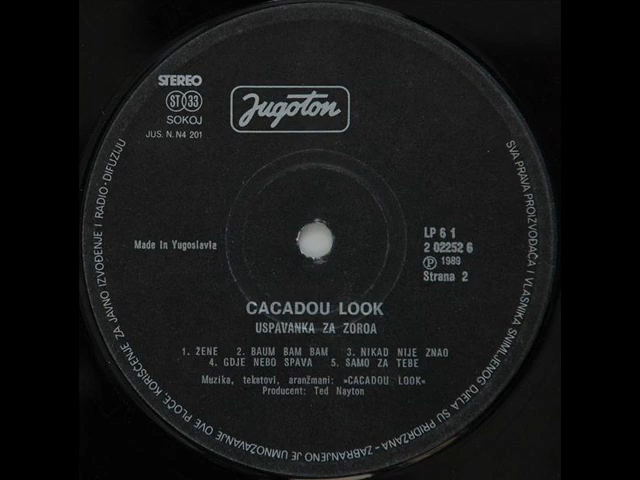 STEREO
ST 33
SOKOJ
JUS. N. N4 201
Jugoton
Made In Yugoslavia
LP 6 1
2 02252 6
P 1989
Strana 2
CACADOU LOOK
USPAVANKA ZA ZOROA
1. ŽENE 2. BAUM BAM BAM 3. NIKAD NIJE ZNAO
4. GDJE NEBO SPAVA 5. SAMO ZA TEBE
Muzika, tekstovi, aranžmani: »CACADOU LOOK«
Producent: Ted Nayton
SVA PRAVA PROIZVOĐAČA I VLASNIKA SNIMLJENOG DJELA SU PRIDRŽANA - ZABRANJENO JE UMNOŽAVANJE OVE PLOČE, KORIŠĆENJE ZA JAVNO IZVOĐENJE I RADIO-DIFUZIJU